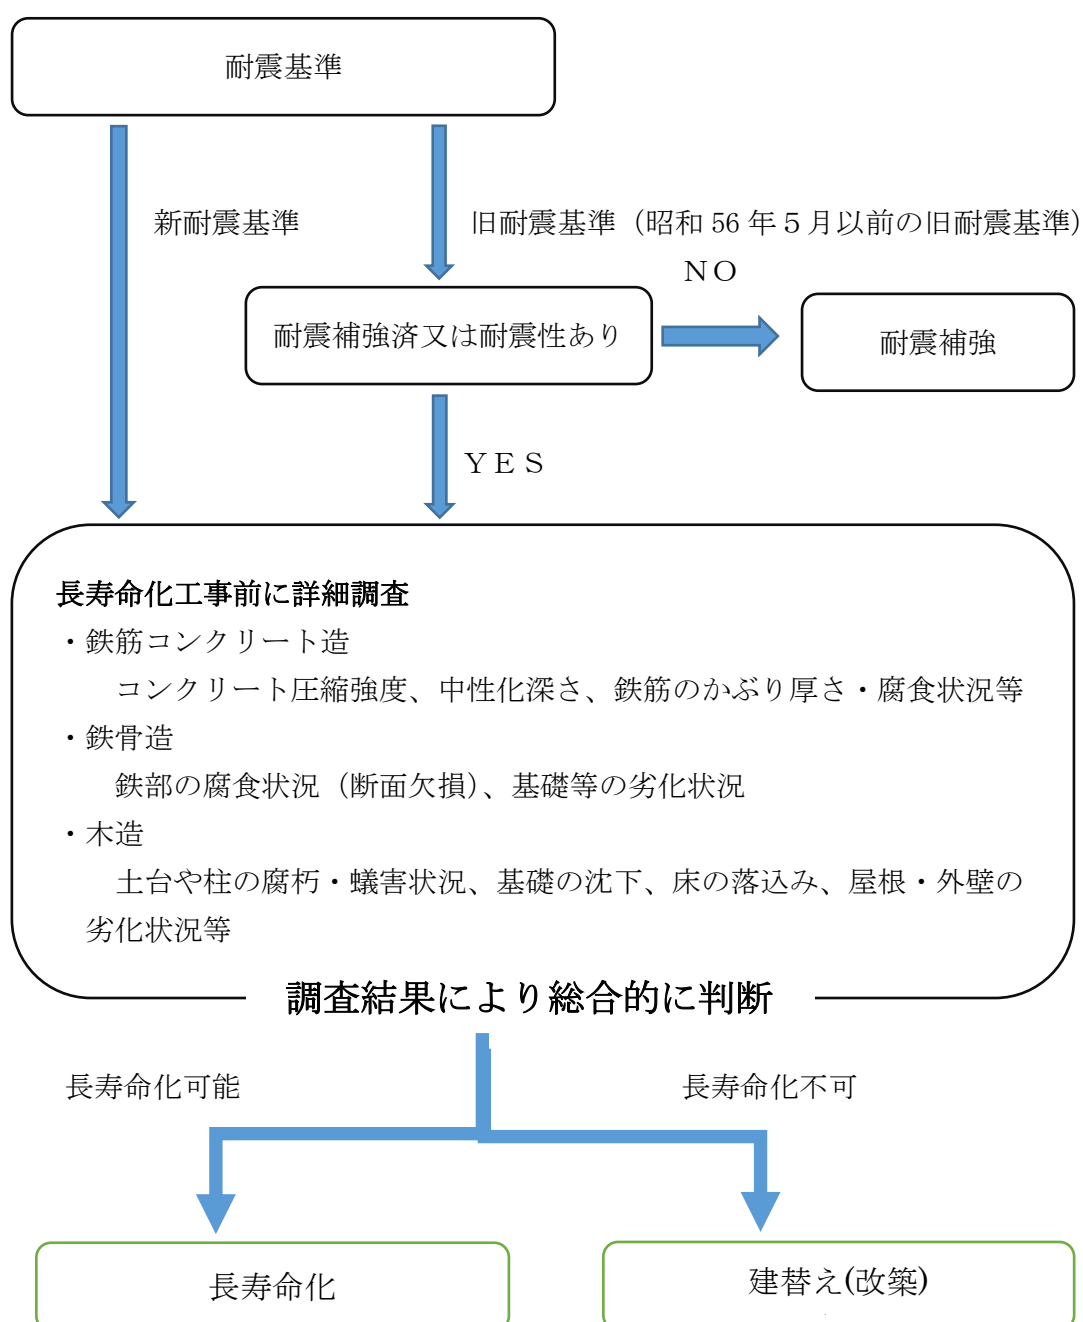 耐震基準
新耐震基準
旧耐震基準（昭和 56 年５月以前の旧耐震基準）
ＮＯ
耐震補強済又は耐震性あり
耐震補強
ＹＥＳ
長寿命化工事前に詳細調査
・鉄筋コンクリート造
コンクリート圧縮強度、中性化深さ、鉄筋のかぶり厚さ・腐食状況等
・鉄骨造
鉄部の腐食状況（断面欠損）、基礎等の劣化状況
・木造
土台や柱の腐朽・蟻害状況、基礎の沈下、床の落込み、屋根・外壁の
劣化状況等
調査結果により総合的に判断
長寿命化可能
長寿命化不可
長寿命化
建替え(改築)